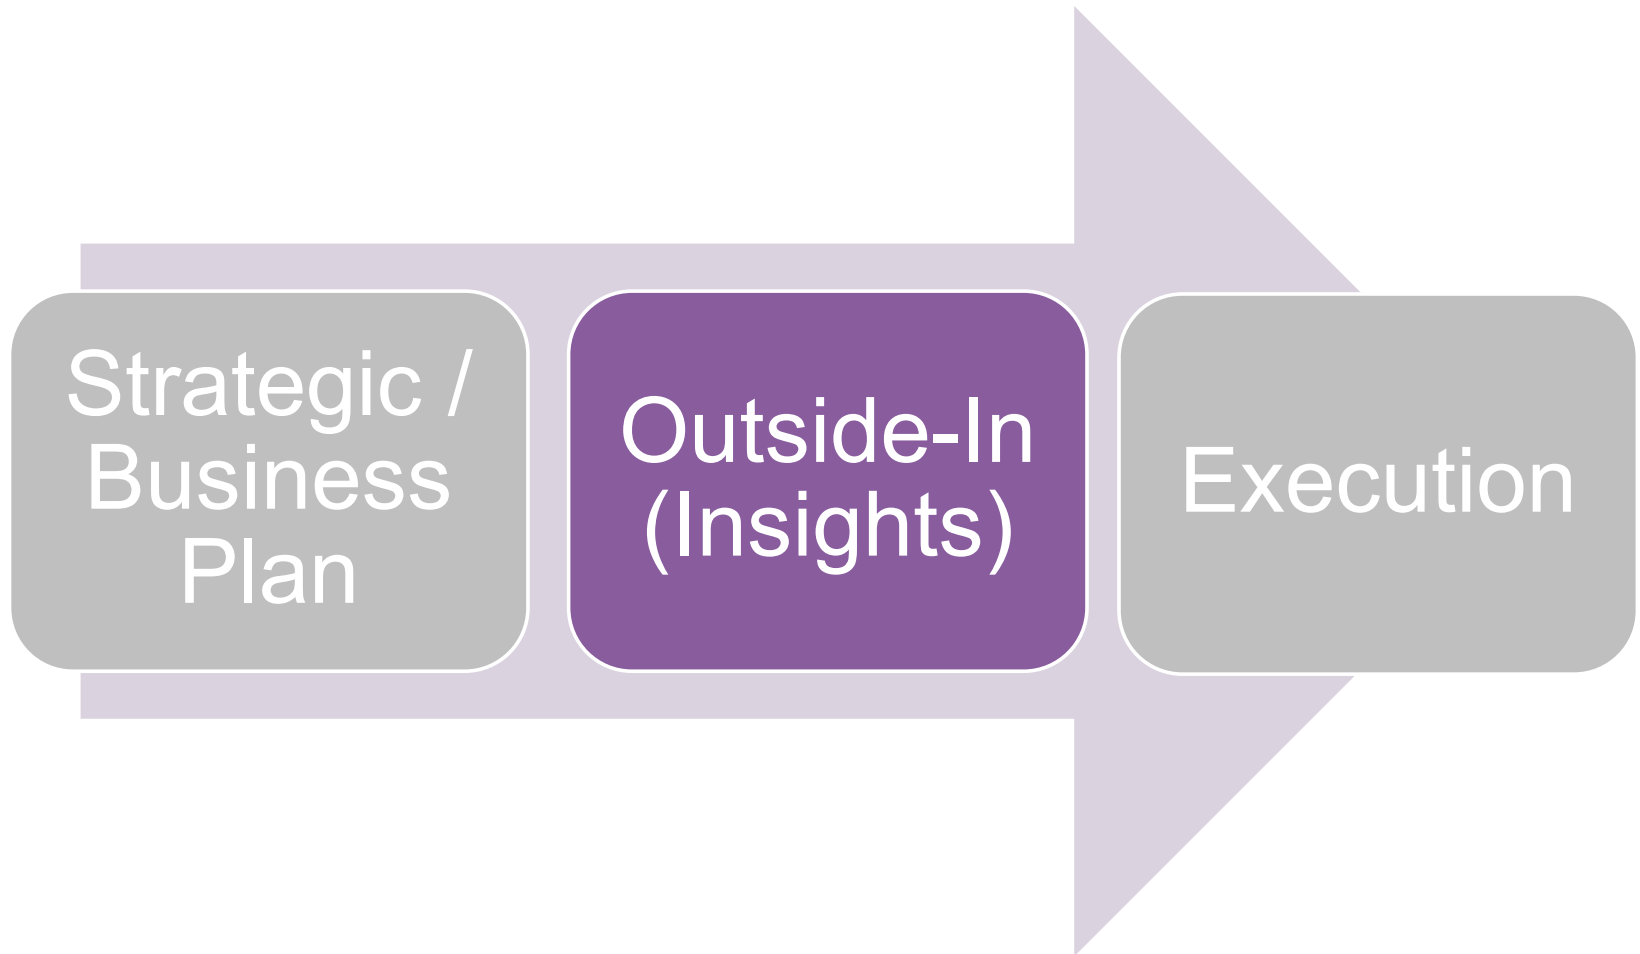 Strategic /
Business
Plan
Outside-In
(Insights)
Execution